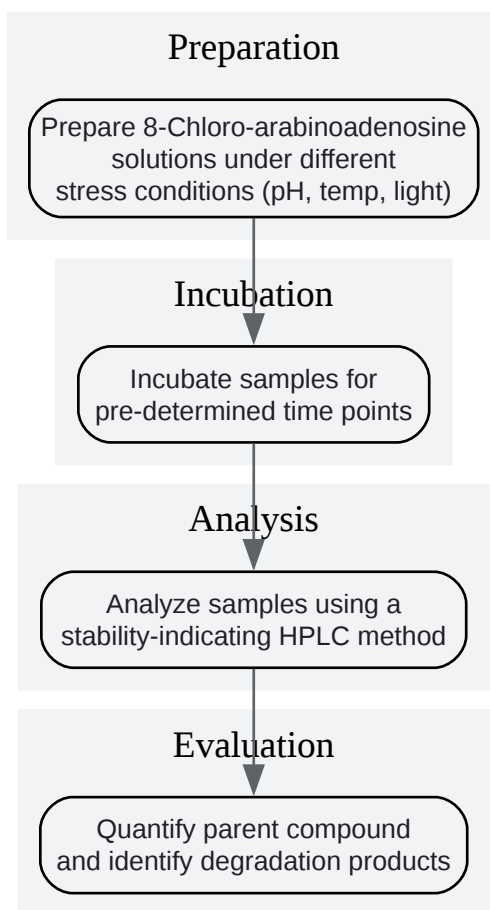 Preparation
Prepare 8-Chloro-arabinoadenosine
solutions under different
stress conditions (pH, temp, light)
Incubation
Incubate samples for
pre-determined time points
Analysis
Analyze samples using a
stability-indicating HPLC method
Evaluation
Quantify parent compound
and identify degradation products